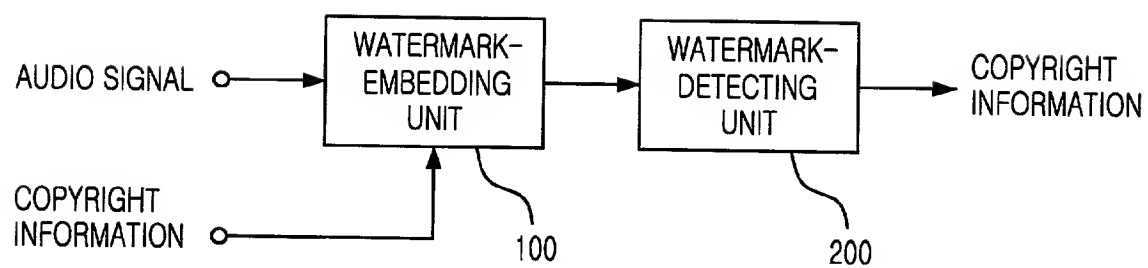 AUDIO SIGNAL
WATERMARK-
EMBEDDING
UNIT
WATERMARK-
DETECTING
UNIT
COPYRIGHT
INFORMATION
COPYRIGHT
INFORMATION
100
200